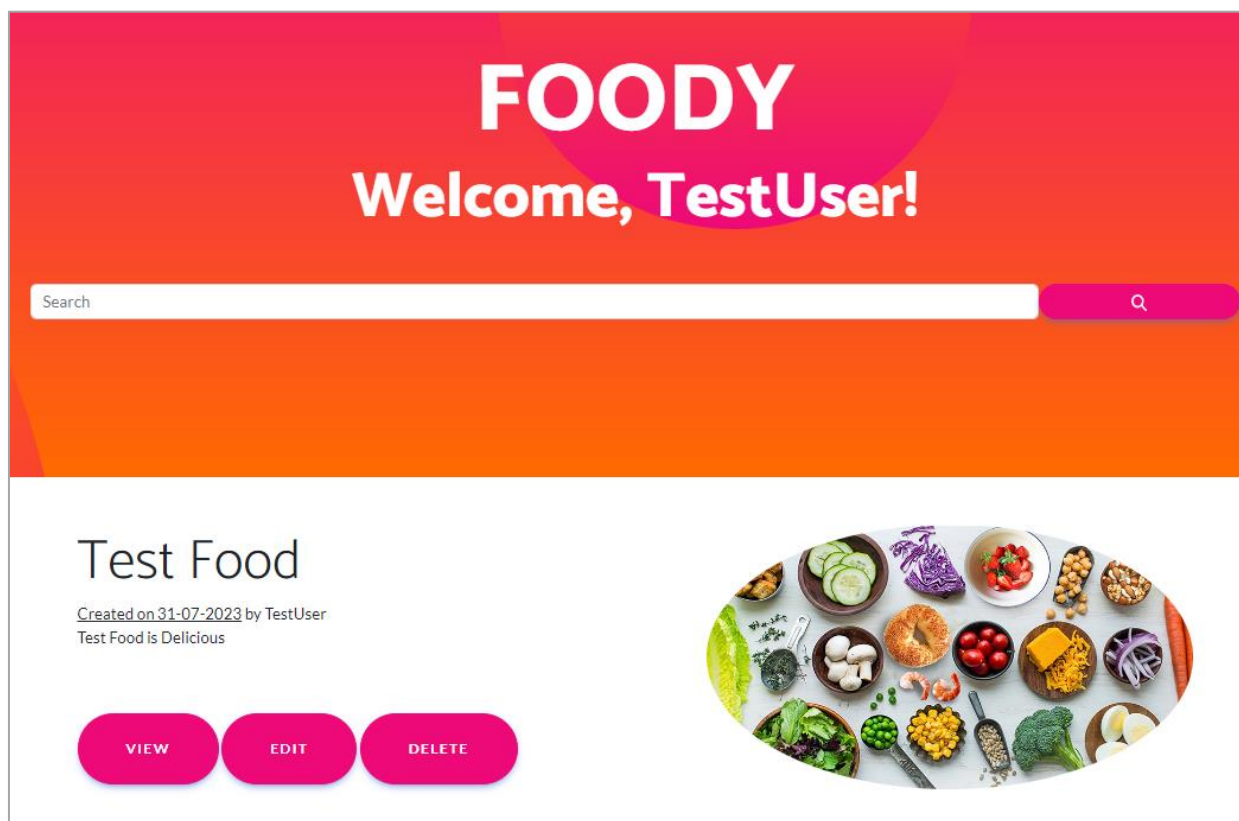 FOODY
Welcome, TestUser!
Search
Test Food
Created on 31-07-2023 by TestUser
Test Food is Delicious
VIEW EDIT DELETE